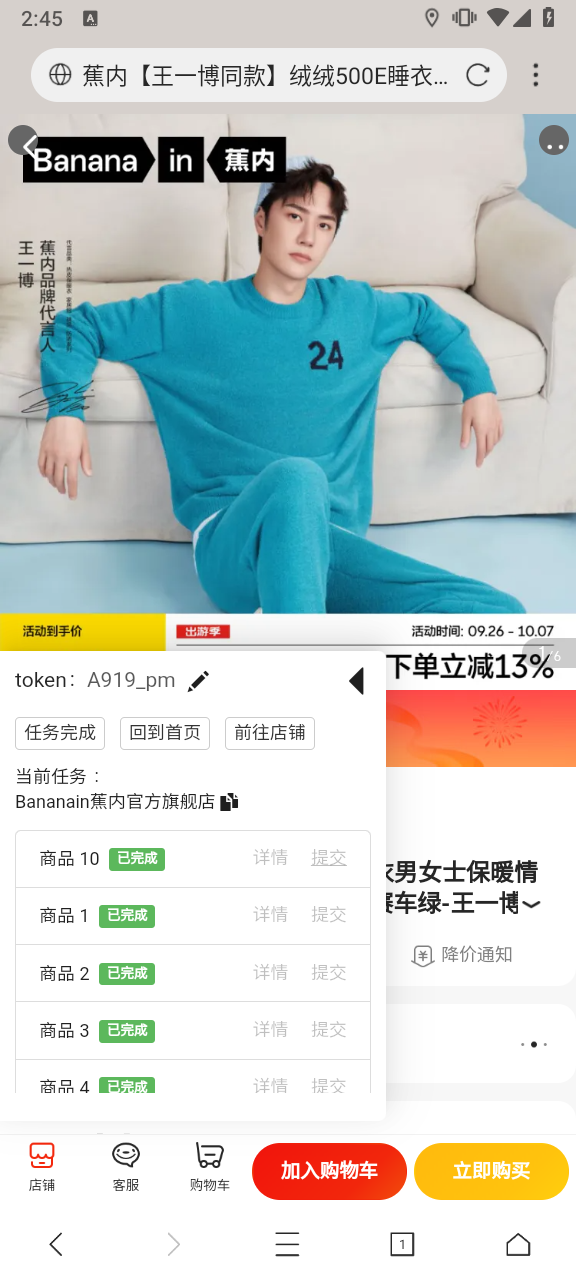 2:45
A
蕉内【王一博同款】绒绒500E睡衣...
Banana in 蕉内
王一博
蕉内品牌代言人
24
活动到手价
出游季
活动时间: 09.26 - 10.07
1/6
下单立减13%
token: A919_pm
任务完成 回到首页 前往店铺
当前任务：
Bananain蕉内官方旗舰店
商品 10 已完成 详情 提交
商品 1 已完成 详情 提交
商品 2 已完成 详情 提交
商品 3 已完成 详情 提交
商品 4 已完成 详情 提交
衣男女士保暖情
赛车绿-王一博
降价通知
店铺
客服
购物车
加入购物车
立即购买
1